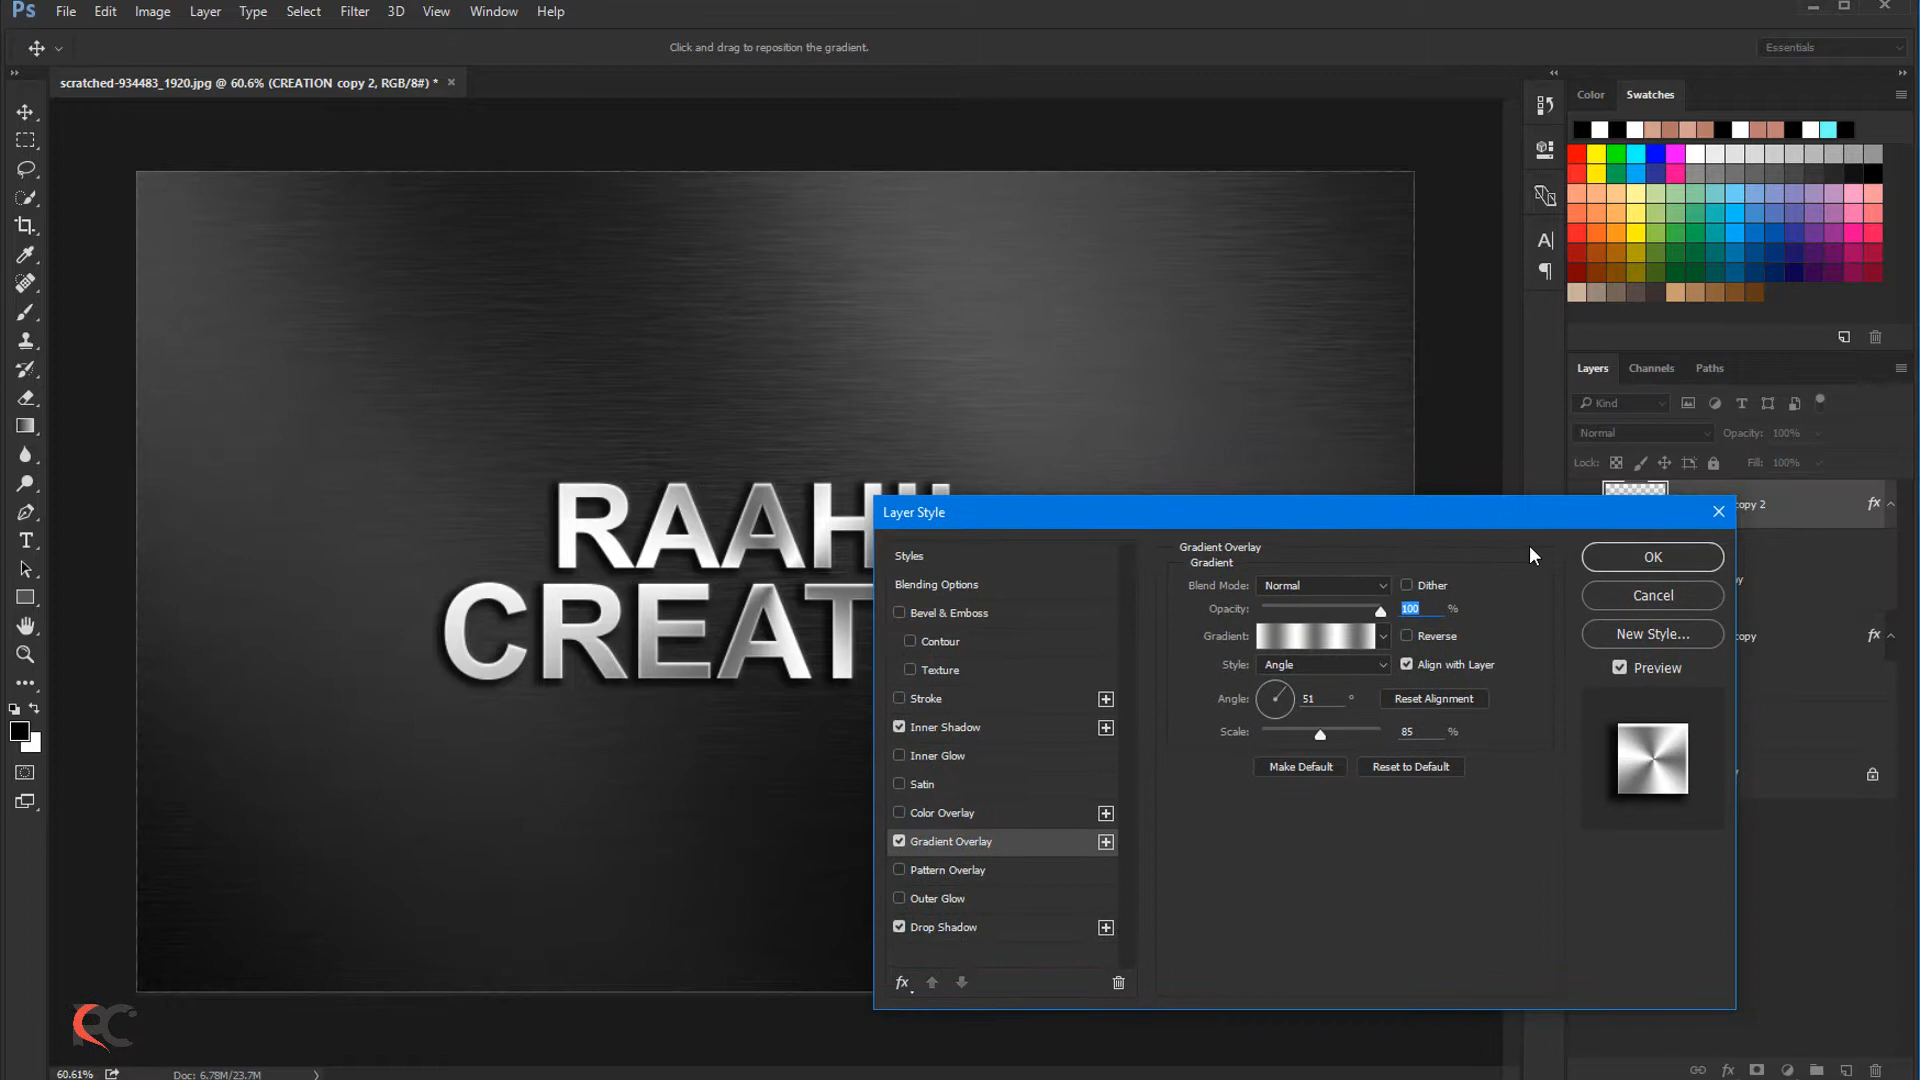 Ps File Edit Image Layer Type Select Filter 3D View Window Help
Click and drag to reposition the gradient.
Essentials
scratched-934483_1920.jpg @ 60.6% (CREATION copy 2, RGB/8#) * ×
Color Swatches
Layers Channels Paths
Kind
Normal Opacity: 100%
Lock: Fill: 100%
copy 2 fx
copy fx
RAAH
CREAT
Layer Style
Styles
Blending Options
Bevel & Emboss
Contour
Texture
Stroke
Inner Shadow
Inner Glow
Satin
Color Overlay
Gradient Overlay
Pattern Overlay
Outer Glow
Drop Shadow
fx
Gradient Overlay
Gradient
Blend Mode: Normal Dither
Opacity: 100 %
Gradient: Reverse
Style: Angle Align with Layer
Angle: 51 ° Reset Alignment
Scale: 85 %
Make Default Reset to Default
OK
Cancel
New Style...
Preview
60.61% Doc: 6.78M/23.7M